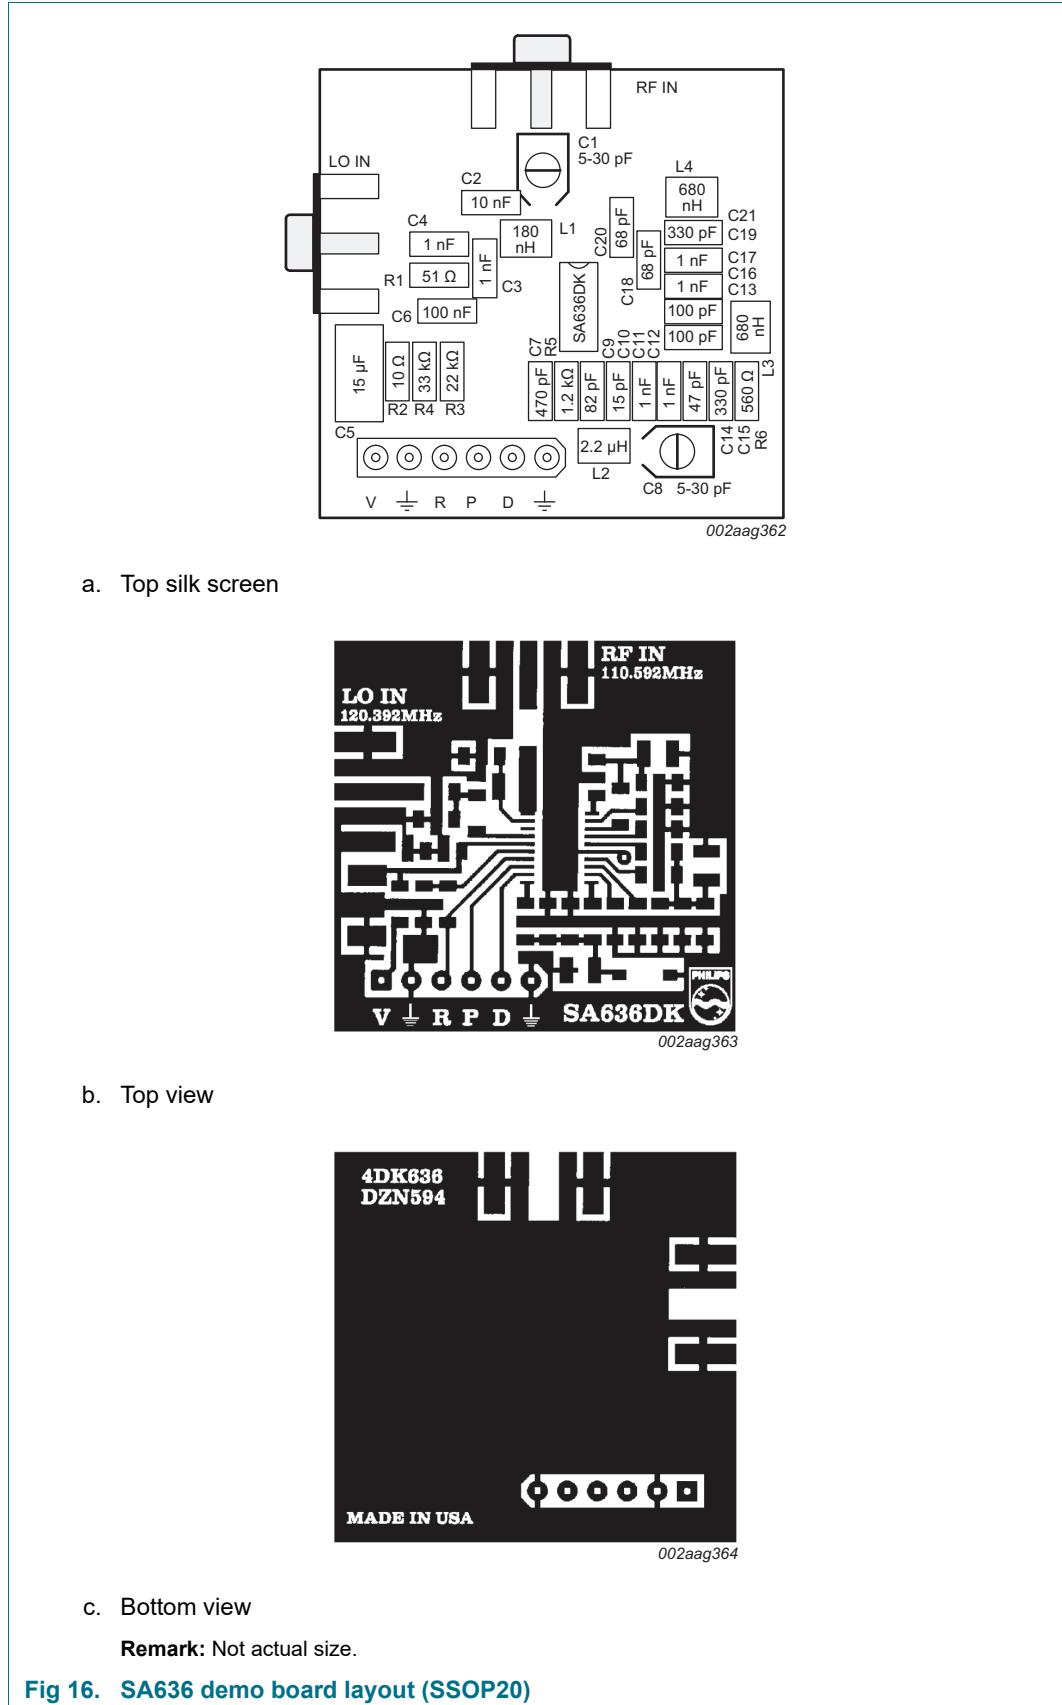 RF IN
C1
5-30 pF
LO IN
L4
C2
680
nH
10 nF
C21
C4
180
nH
L1
C20
68 pF
330 pF
C19
1 nF
1 nF
C3
C18
68 pF
1 nF
C17
C16
R1
51 Ω
SA636DK
1 nF
C13
C6
100 nF
100 pF
680
nH
100 pF
L3
C7
R5
C9
C10
C11
C12
15 µF
10 Ω
33 kΩ
22 kΩ
470 pF
1.2 kΩ
82 pF
15 pF
1 nF
1 nF
47 pF
330 pF
560 Ω
R2
R4
R3
C5
2.2 µH
L2
C14
C15
R6
C8
5-30 pF
V
R
P
D
002aag362
a. Top silk screen
RF IN
110.592MHz
LO IN
120.392MHz
PHILIPS
V R P D
SA636DK
002aag363
b. Top view
4DK636
DZN594
MADE IN USA
002aag364
c. Bottom view
Remark: Not actual size.
Fig 16. SA636 demo board layout (SSOP20)